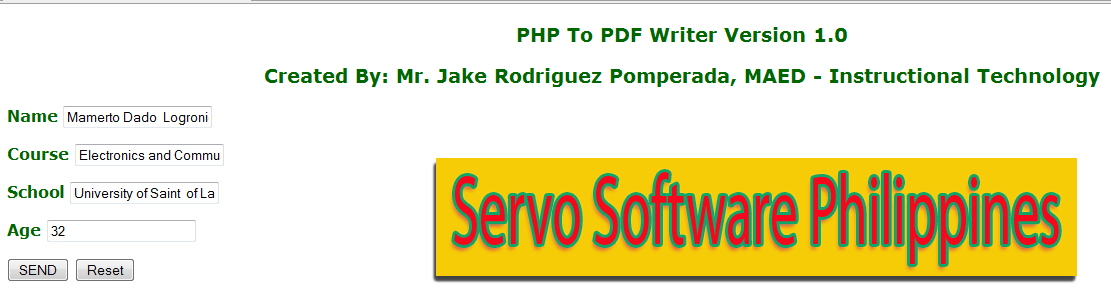 PHP To PDF Writer Version 1.0
Created By: Mr. Jake Rodriguez Pomperada, MAED - Instructional Technology
Name Mamerto Dado Logroni
Course Electronics and Commu
School University of Saint of La
Age 32
SEND Reset
Servo Software Philippines